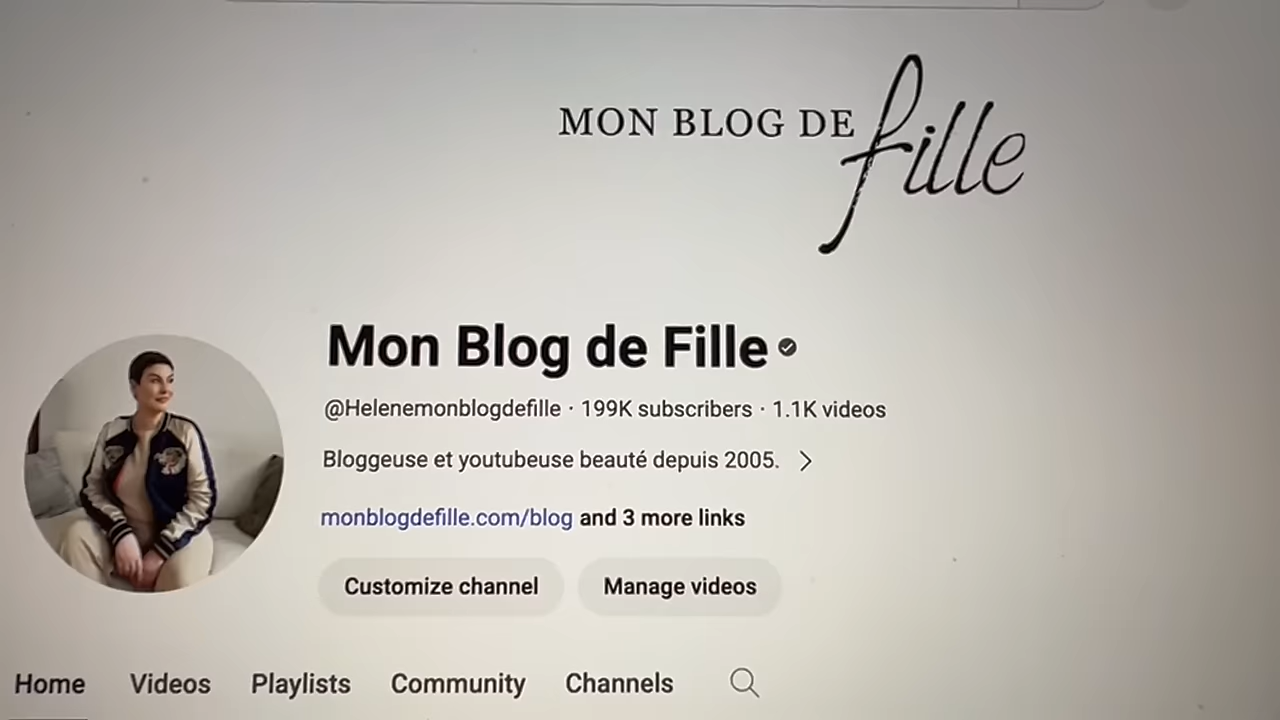 MON BLOG DE fille
Mon Blog de Fille
@Helenemonblogdefille · 199K subscribers · 1.1K videos
Bloggeuse et youtubeuse beauté depuis 2005.
monblogdefille.com/blog and 3 more links
Customize channel Manage videos
Home Videos Playlists Community Channels